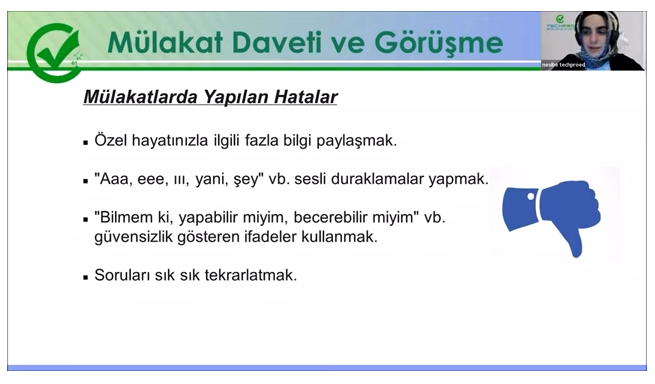 Mülakat Daveti ve Görüşme
nesibe techproed
Mülakatlarda Yapılan Hatalar
Özel hayatınızla ilgili fazla bilgi paylaşmak.
"Aaa, eee, ııı, yani, şey" vb. sesli duraklamalar yapmak.
"Bilmem ki, yapabilir miyim, becerebilir miyim" vb.
güvensizlik gösteren ifadeler kullanmak.
Soruları sık sık tekrarlatmak.